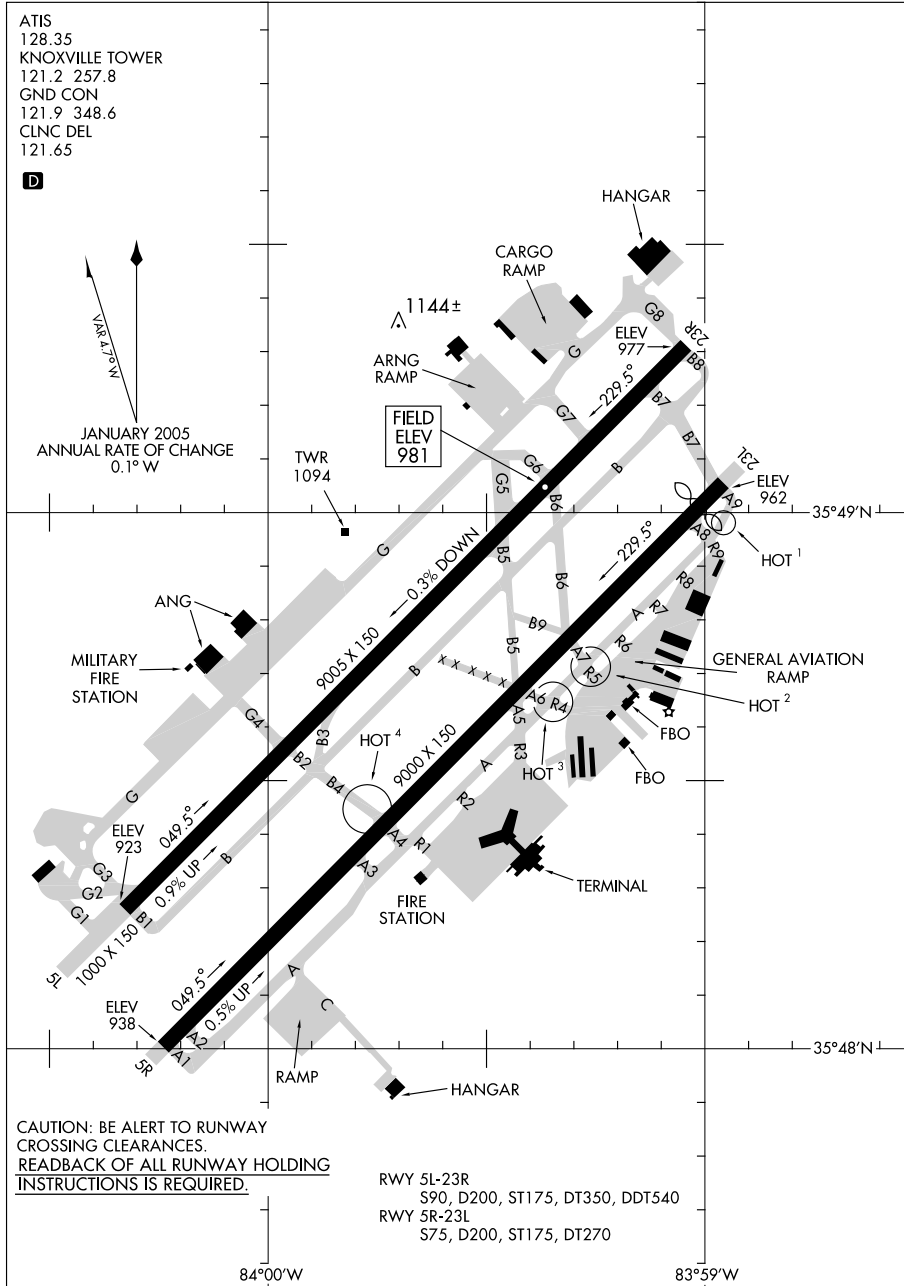 ATIS
128.35
KNOXVILLE TOWER
121.2 257.8
GND CON
121.9 348.6
CLNC DEL
121.65
D
VAR 4.7° W
JANUARY 2005
ANNUAL RATE OF CHANGE
0.1° W
HANGAR
CARGO
RAMP
1144±
ARNG
RAMP
G8
G
ELEV
977
23R
B8
229.5°
B7
B7
G7
FIELD
ELEV
981
G6
B
23L
TWR
1094
G5
B6
ELEV
962
A9
35°49'N
A8
R9
HOT 1
G
0.3% DOWN
B5
229.5°
B6
R8
R7
A
ANG
B9
R6
MILITARY
FIRE
STATION
9005 X 150
B
B5
A7
R5
GENERAL AVIATION
RAMP
X X X X X X
A6
R4
HOT 2
G4
B3
A5
FBO
HOT 4
B2
9000 X 150
R3
HOT 3
FBO
A
G
B4
R2
049.5°
ELEV
923
A4
R1
G3
0.9% UP
B
A3
TERMINAL
G2
FIRE
STATION
G1
B1
1000 X 150
5L
049.5°
A
0.5% UP
C
ELEV
938
A2
A1
5R
35°48'N
RAMP
HANGAR
CAUTION: BE ALERT TO RUNWAY
CROSSING CLEARANCES.
READBACK OF ALL RUNWAY HOLDING
INSTRUCTIONS IS REQUIRED.
RWY 5L-23R
S90, D200, ST175, DT350, DDT540
RWY 5R-23L
S75, D200, ST175, DT270
84°00'W
83°59'W